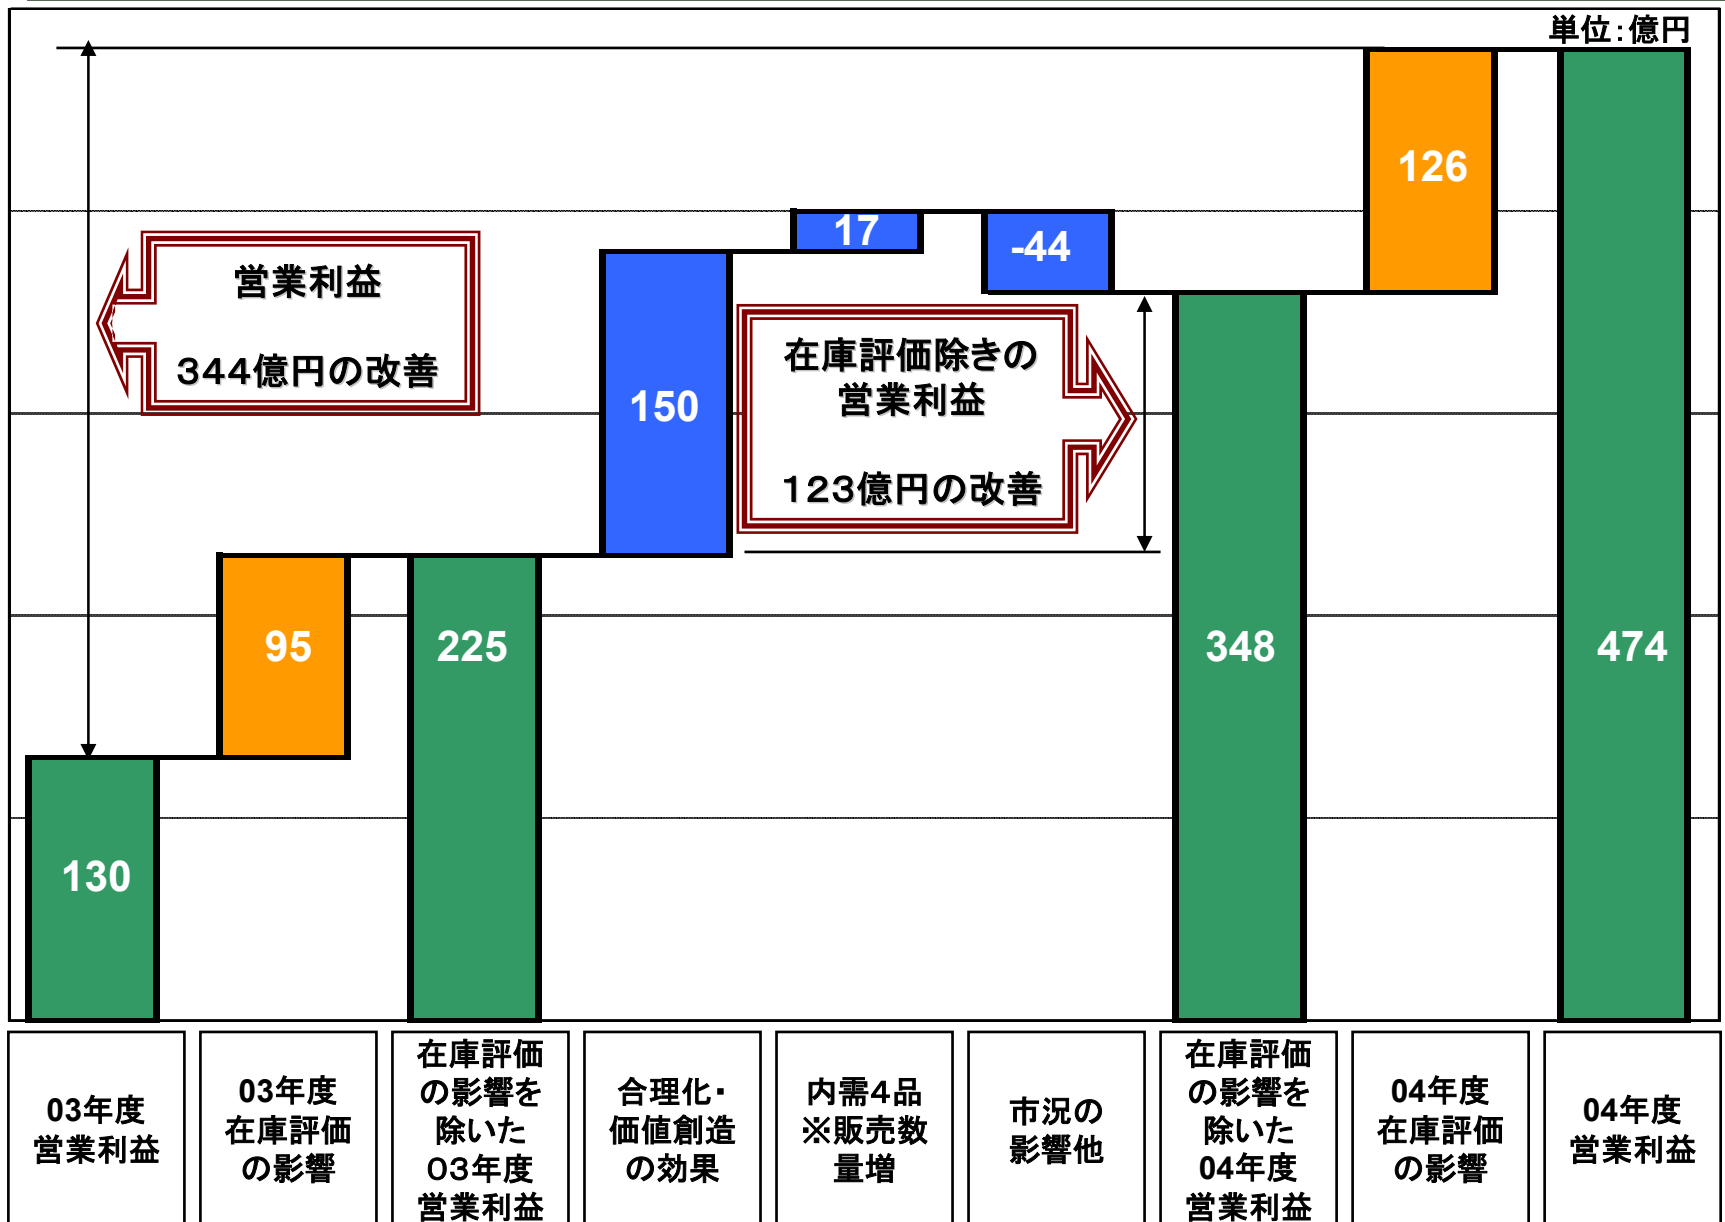 単位：億円
126
17
-44
営業利益
３４４億円の改善
在庫評価除きの
営業利益
１２３億円の改善
150
95
225
348
474
130
03年度
営業利益
03年度
在庫評価
の影響
在庫評価
の影響を
除いた
０３年度
営業利益
合理化・
価値創造
の効果
内需４品
※販売数
量増
市況の
影響他
在庫評価
の影響を
除いた
04年度
営業利益
04年度
在庫評価
の影響
04年度
営業利益